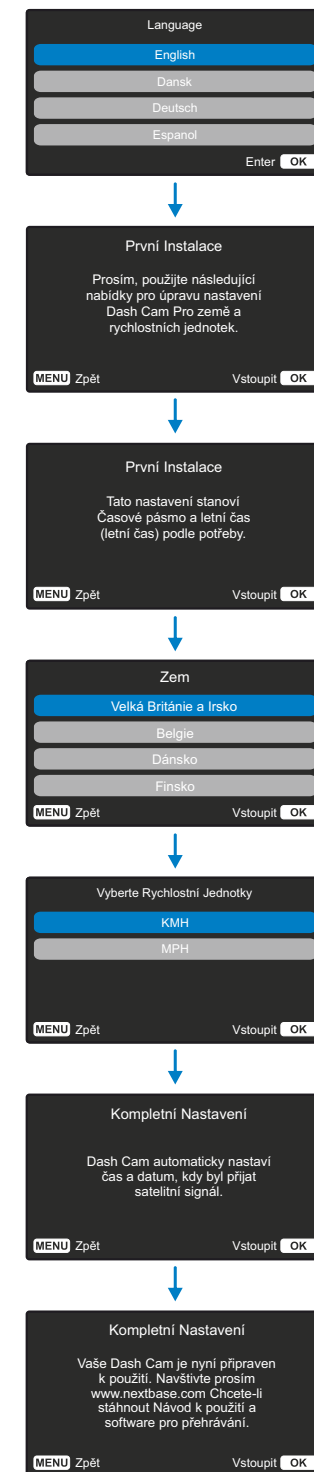 Language
English
Dansk
Deutsch
Espanol
Enter OK
První Instalace
Prosím, použijte následující
nabídky pro úpravu nastavení
Dash Cam Pro země a
rychlostních jednotek.
MENU Zpět Vstoupit OK
První Instalace
Tato nastavení stanoví
Časové pásmo a letní čas
(letní čas) podle potřeby.
MENU Zpět Vstoupit OK
Zem
Velká Británie a Irsko
Belgie
Dánsko
Finsko
MENU Zpět Vstoupit OK
Vyberte Rychlostní Jednotky
KMH
MPH
MENU Zpět Vstoupit OK
Kompletní Nastavení
Dash Cam automaticky nastaví
čas a datum, kdy byl přijat
satelitní signál.
MENU Zpět Vstoupit OK
Kompletní Nastavení
Vaše Dash Cam je nyní připraven
k použití. Navštivte prosím
www.nextbase.com Chcete-li
stáhnout Návod k použití a
software pro přehrávání.
MENU Zpět Vstoupit OK